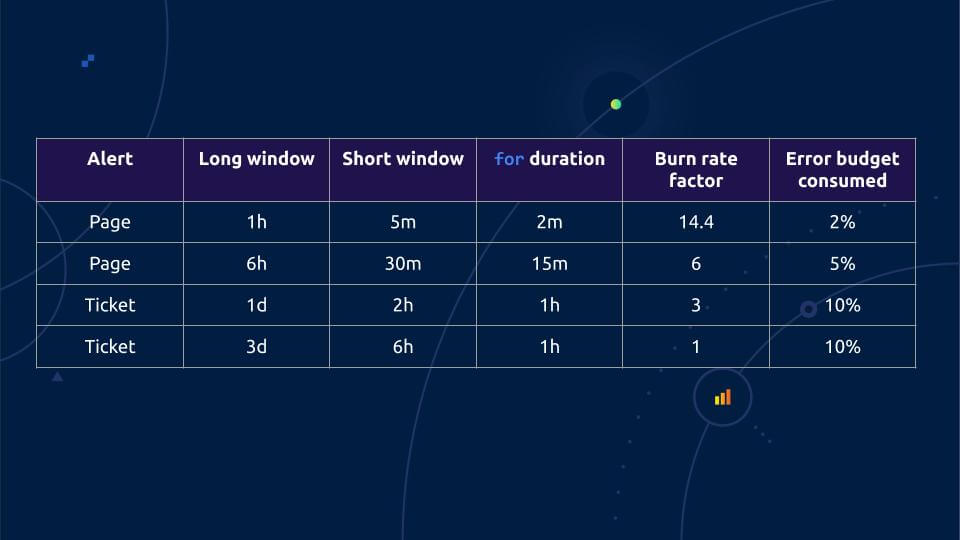 Alert Long window Short window for duration Burn rate factor Error budget consumed
Page 1h 5m 2m 14.4 2%
Page 6h 30m 15m 6 5%
Ticket 1d 2h 1h 3 10%
Ticket 3d 6h 1h 1 10%